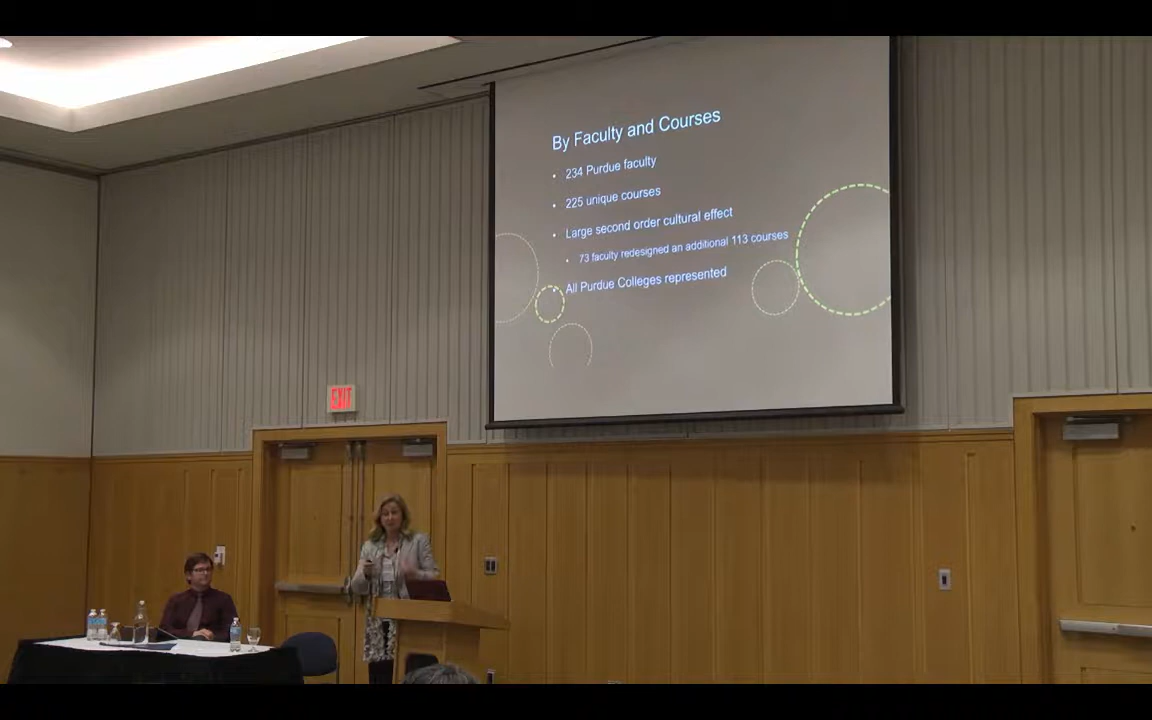 By Faculty and Courses
234 Purdue faculty
225 unique courses
Large second order cultural effect
73 faculty redesigned an additional 113 courses
All Purdue Colleges represented
EXIT